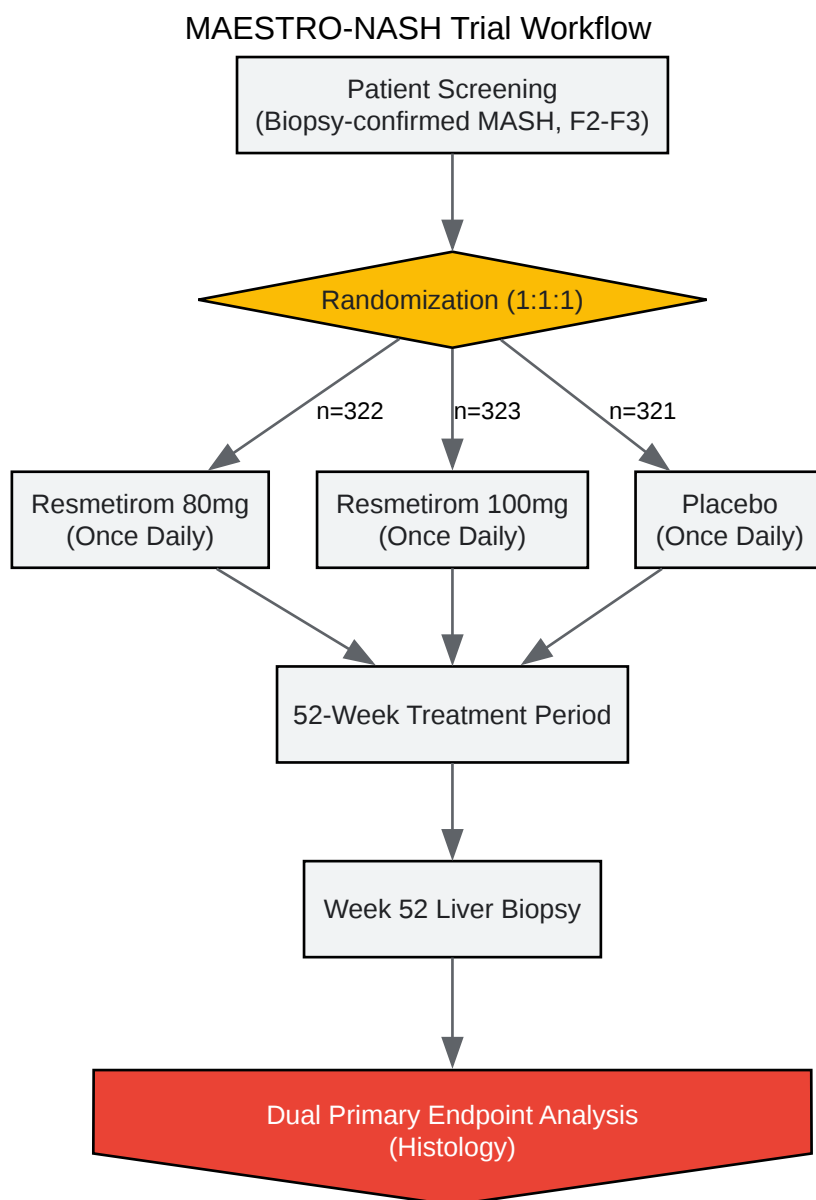 MAESTRO-NASH Trial Workflow
Patient Screening
(Biopsy-confirmed MASH, F2-F3)
Randomization (1:1:1)
n=322
n=323
n=321
Resmetirom 80mg
(Once Daily)
Resmetirom 100mg
(Once Daily)
Placebo
(Once Daily)
52-Week Treatment Period
Week 52 Liver Biopsy
Dual Primary Endpoint Analysis
(Histology)